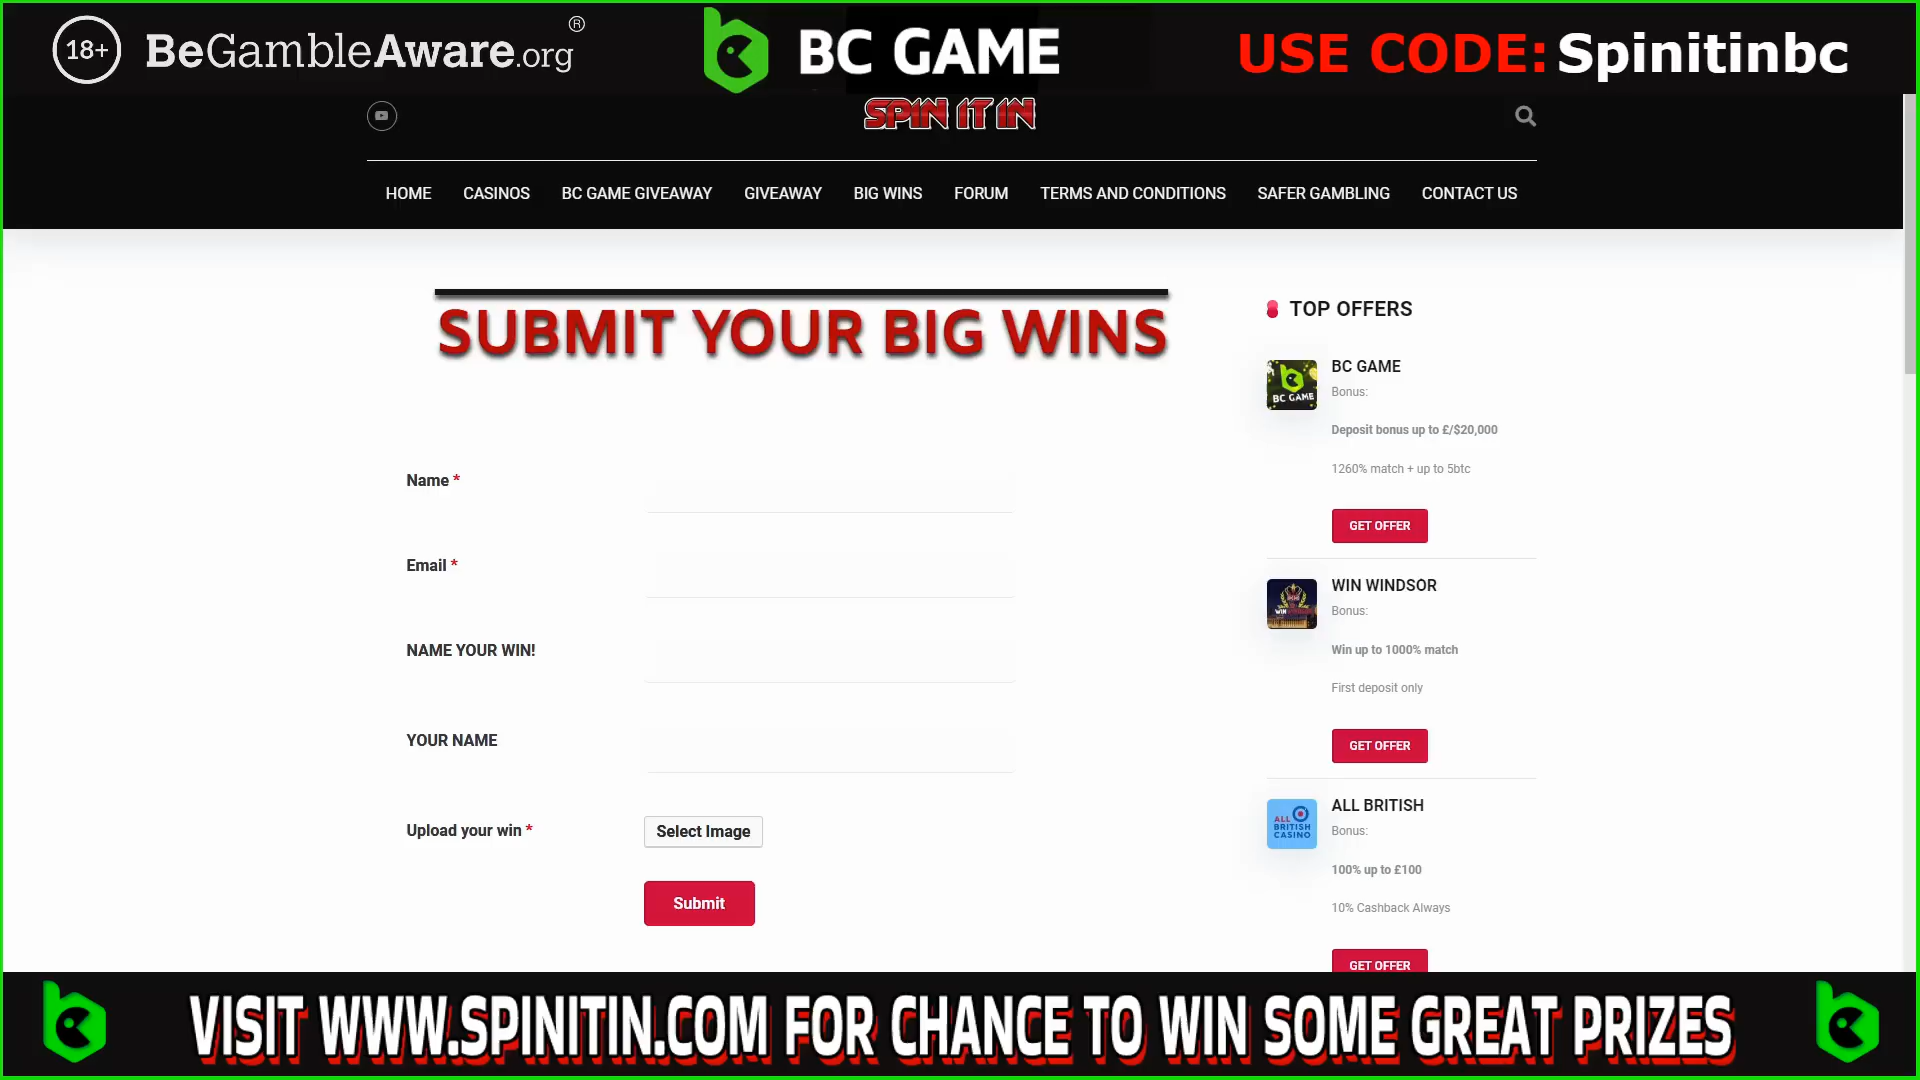 18+ BeGambleAware.org®
BC GAME
USE CODE: Spinitinbc
SPIN IT IN
HOME CASINOS BC GAME GIVEAWAY GIVEAWAY BIG WINS FORUM TERMS AND CONDITIONS SAFER GAMBLING CONTACT US
SUBMIT YOUR BIG WINS
Name *
Email *
NAME YOUR WIN!
YOUR NAME
Upload your win *
Select Image
Submit
TOP OFFERS
BC GAME
BC GAME
Bonus:
Deposit bonus up to £/$20,000
1260% match + up to 5btc
GET OFFER
WIN WINDSOR
Bonus:
Win up to 1000% match
First deposit only
GET OFFER
ALL BRITISH CASINO
ALL BRITISH
Bonus:
100% up to £100
10% Cashback Always
GET OFFER
VISIT WWW.SPINITIN.COM FOR CHANCE TO WIN SOME GREAT PRIZES